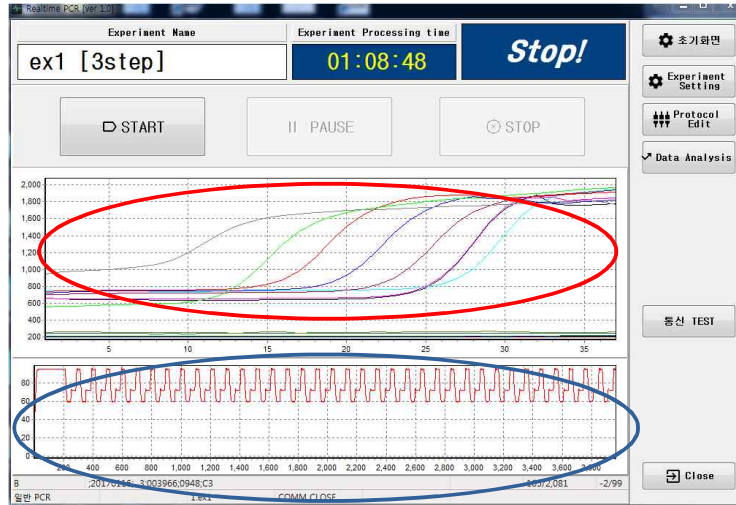 Realtime PCR [ver 1.0]
Experiment Name
Experiment Processing time
ex1 [3step]
01:08:48
Stop!
START
PAUSE
STOP
초기화면
Experiment
Setting
Protocol
Edit
Data Analysis
통신 TEST
Close
2,000
1,800
1,600
1,400
1,000
800
600
400
200
5 10 15 20 25 30 35
80
60
40
20
0
200 400 600 800 1,000 1,200 1,400 1,600 1,800 2,000 2,200 2,400 2,600 2,800 3,000 3,200 3,400 3,600
B
-2/99
일반 PCR
1.ex1
COMM CLOSE